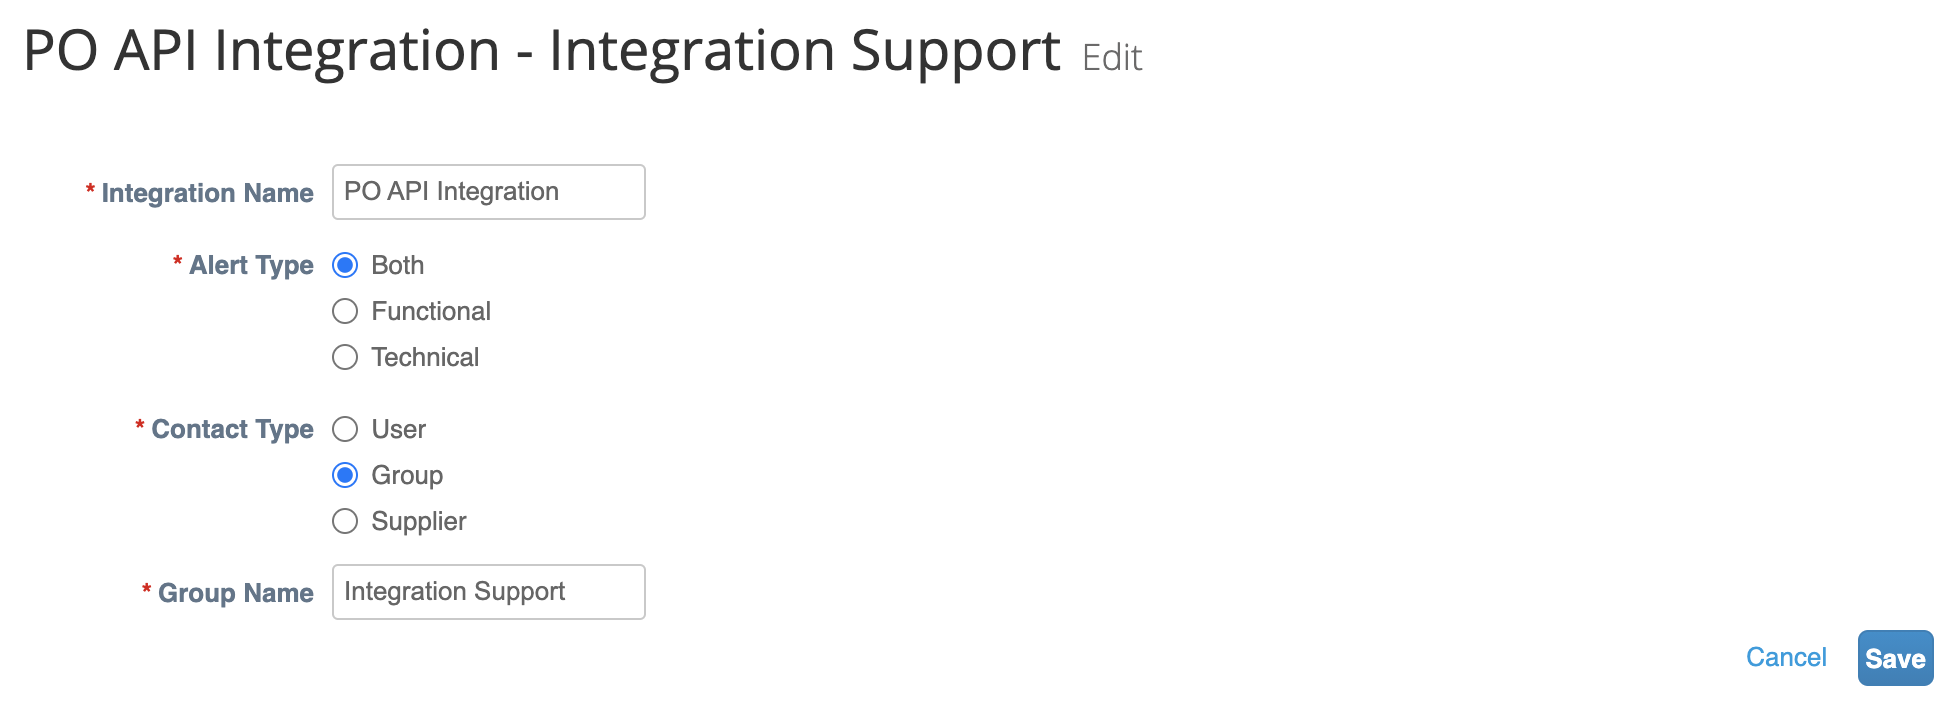 PO API Integration - Integration Support Edit
* Integration Name PO API Integration
* Alert Type Both
Functional
Technical
* Contact Type User
Group
Supplier
* Group Name Integration Support
Cancel Save